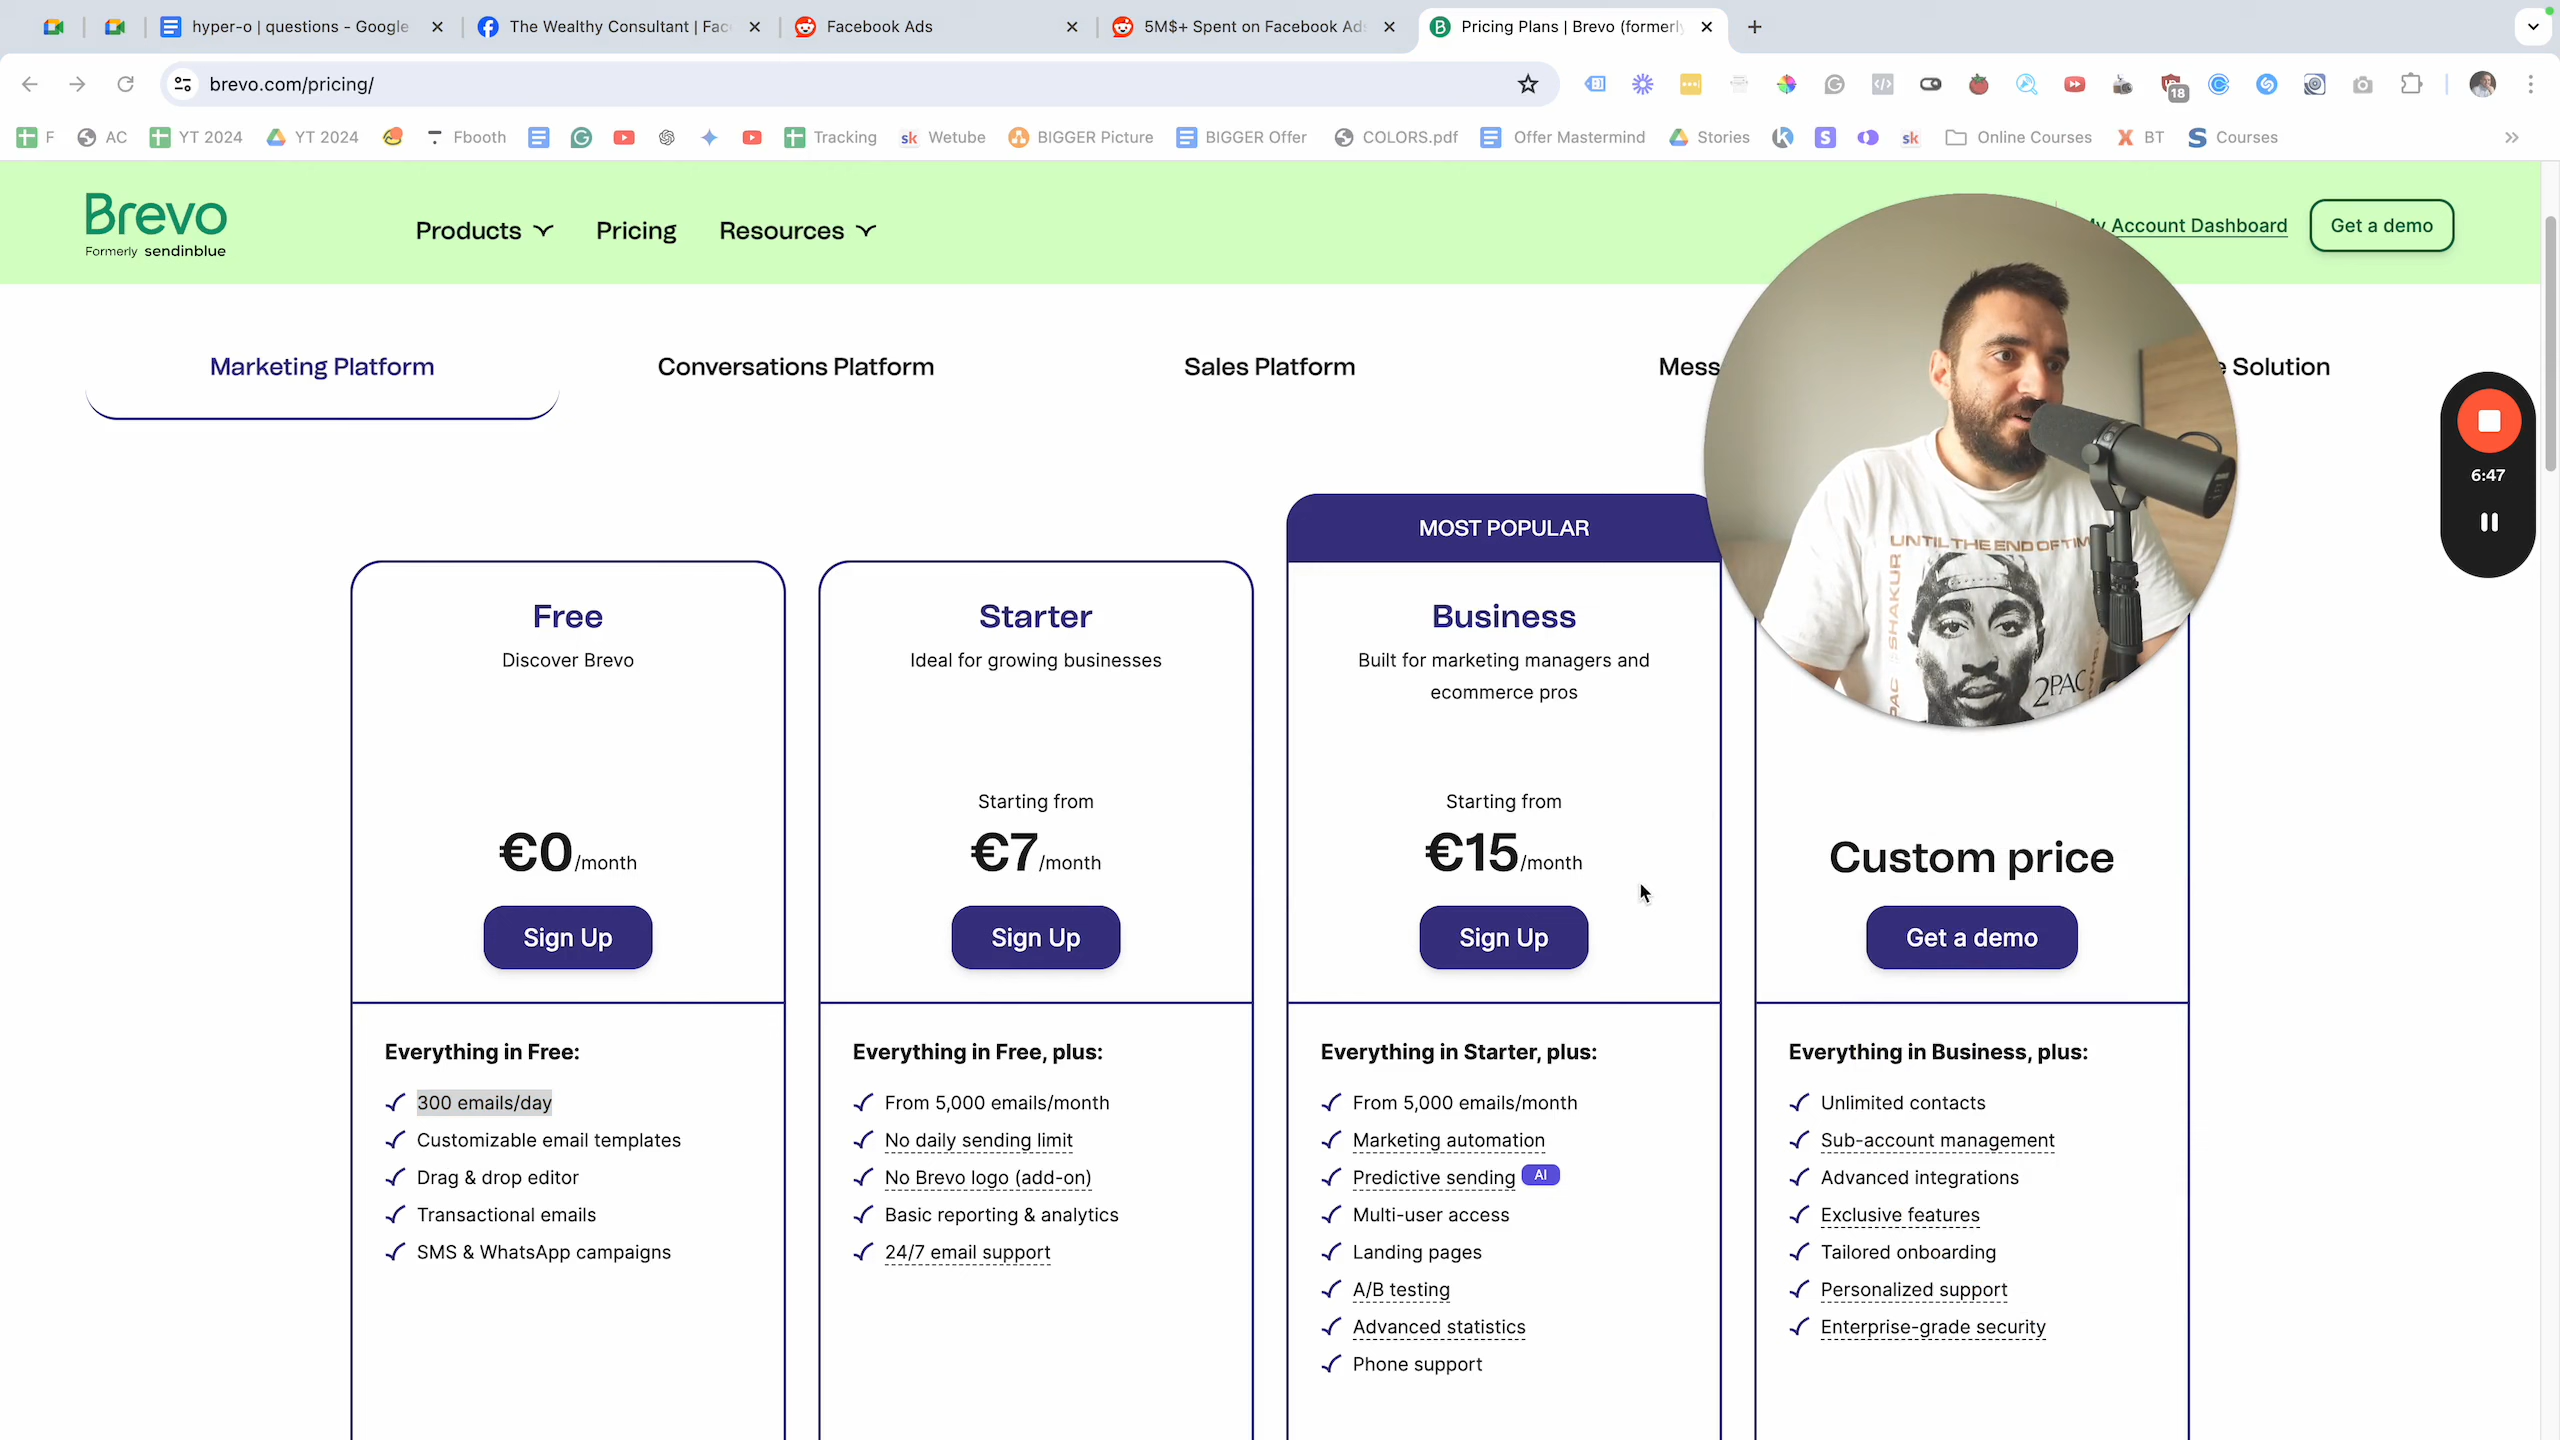 hyper-o | questions - Google
The Wealthy Consultant | Fac
Facebook Ads
5M$+ Spent on Facebook Ad
Pricing Plans | Brevo (formerly
brevo.com/pricing/
18
F
AC
YT 2024
YT 2024
Fbooth
Tracking
sk Wetube
BIGGER Picture
BIGGER Offer
COLORS.pdf
Offer Mastermind
Stories
sk
Online Courses
BT
Courses
Brevo
Formerly sendinblue
Products
Pricing
Resources
Account Dashboard
Get a demo
Marketing Platform
Conversations Platform
Sales Platform
Mess
Solution
6:47
MOST POPULAR
Free
Discover Brevo
€0/month
Sign Up
Everything in Free:
300 emails/day
Customizable email templates
Drag & drop editor
Transactional emails
SMS & WhatsApp campaigns
Starter
Ideal for growing businesses
Starting from
€7/month
Sign Up
Everything in Free, plus:
From 5,000 emails/month
No daily sending limit
No Brevo logo (add-on)
Basic reporting & analytics
24/7 email support
Business
Built for marketing managers and
ecommerce pros
Starting from
€15/month
Sign Up
Everything in Starter, plus:
From 5,000 emails/month
Marketing automation
Predictive sending AI
Multi-user access
Landing pages
A/B testing
Advanced statistics
Phone support
UNTIL THE END OF TIM
SHAKUR
2PAC
Custom price
Get a demo
Everything in Business, plus:
Unlimited contacts
Sub-account management
Advanced integrations
Exclusive features
Tailored onboarding
Personalized support
Enterprise-grade security